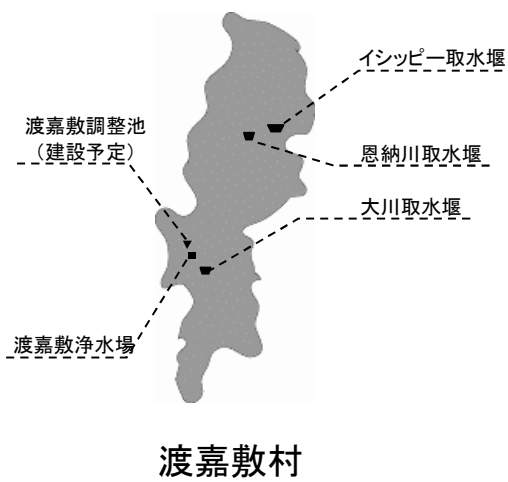 イシッピー取水堰
渡嘉敷調整池
（建設予定）
恩納川取水堰
大川取水堰
渡嘉敷浄水場
渡嘉敷村